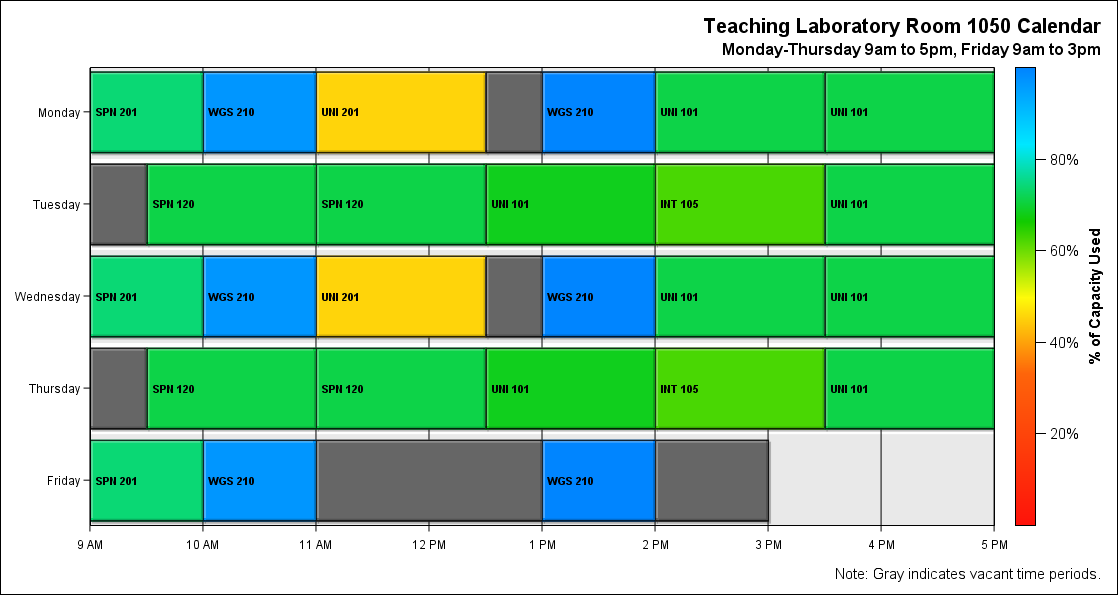 Teaching Laboratory Room 1050 Calendar
Monday-Thursday 9am to 5pm, Friday 9am to 3pm
Monday
SPN 201
WGS 210
UNI 201
WGS 210
UNI 101
UNI 101
Tuesday
SPN 120
SPN 120
UNI 101
INT 105
UNI 101
Wednesday
SPN 201
WGS 210
UNI 201
WGS 210
UNI 101
UNI 101
Thursday
SPN 120
SPN 120
UNI 101
INT 105
UNI 101
Friday
SPN 201
WGS 210
WGS 210
9 AM
10 AM
11 AM
12 PM
1 PM
2 PM
3 PM
4 PM
5 PM
80%
60%
40%
20%
% of Capacity Used
Note: Gray indicates vacant time periods.